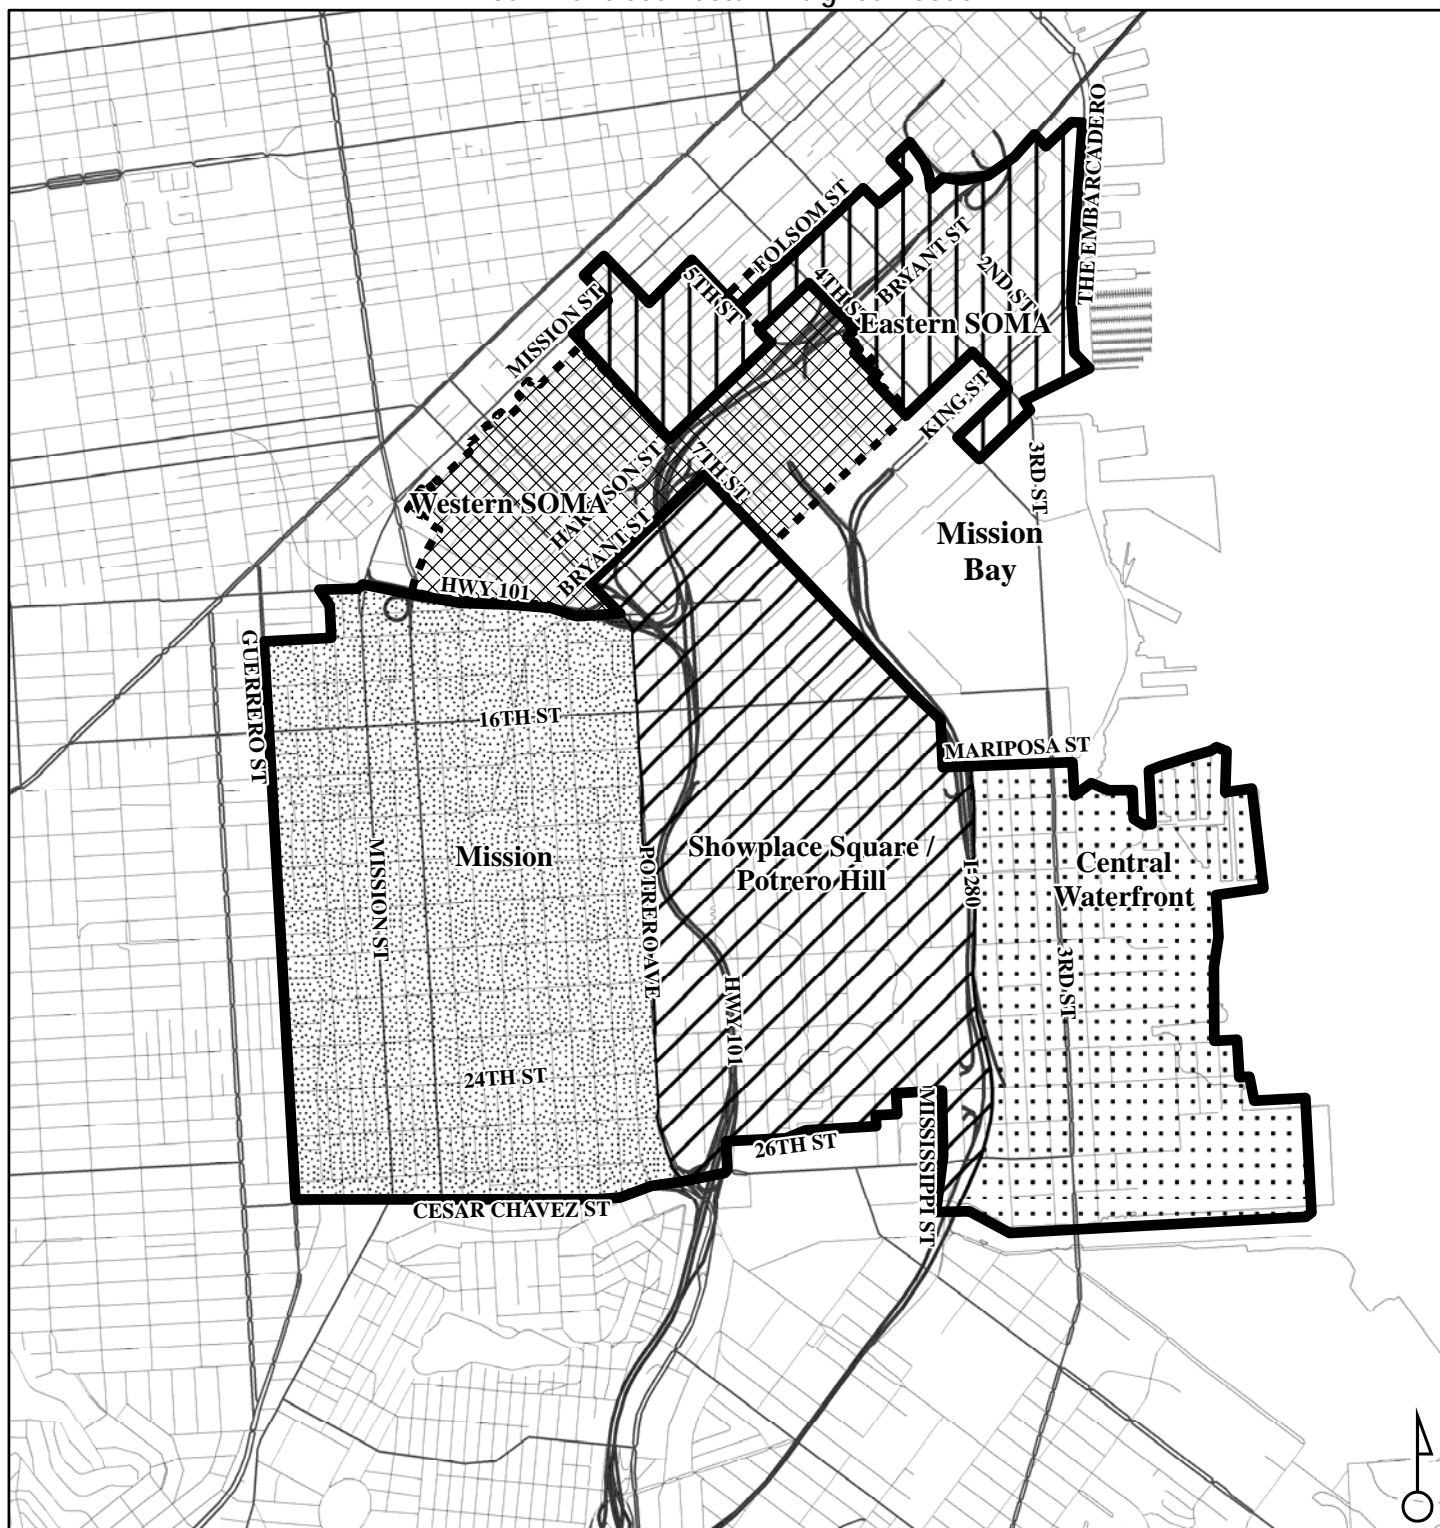 THE EMBARCADERO
FOLSOM ST
BRYANT ST
2ND ST
4TH ST
5TH ST
Eastern SOMA
MISSION ST
KING ST
3RD ST
7TH ST
HARRISON ST
Western SOMA
BRYANT ST
Mission
Bay
HWY 101
GUERRERO ST
16TH ST
MARIPOSA ST
MISSION ST
Mission
POTRERO AVE
Showplace Square /
Potrero Hill
I-280
Central
Waterfront
3RD ST
HWY 101
24TH ST
26TH ST
MISSISSIPPI ST
CESAR CHAVEZ ST